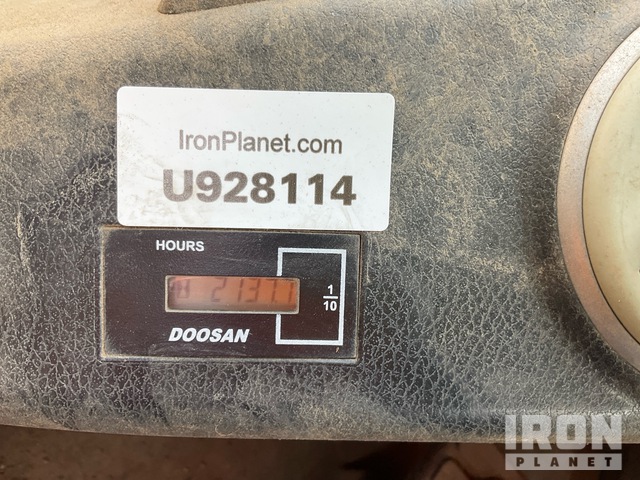 IronPlanet.com
U928114
HOURS
21377
1
10
DOOSAN
IRON
PLANET